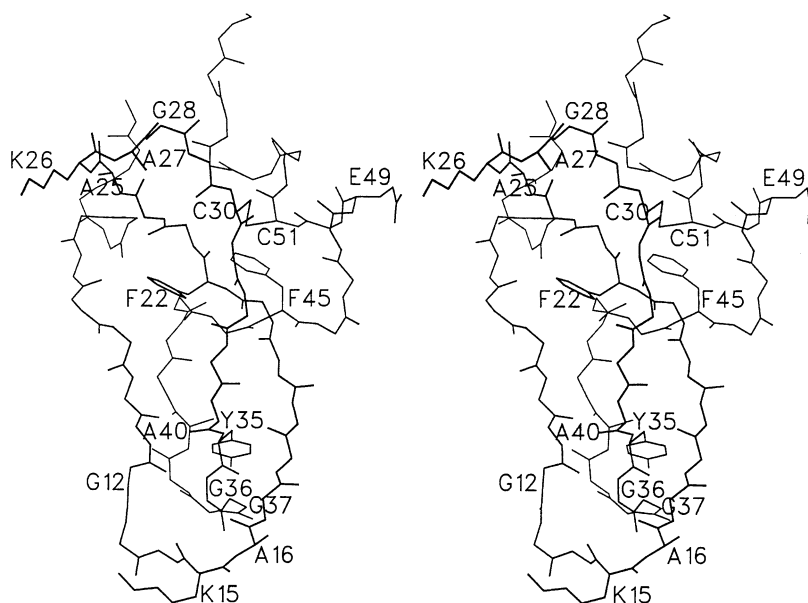 G28
K26
A27
A25
E49
C30
C51
F22
F45
A40
Y35
G12
G36
G37
A16
K15
G28
K26
A27
A25
E49
C30
C51
F22
F45
A40
Y35
G12
G36
G37
A16
K15